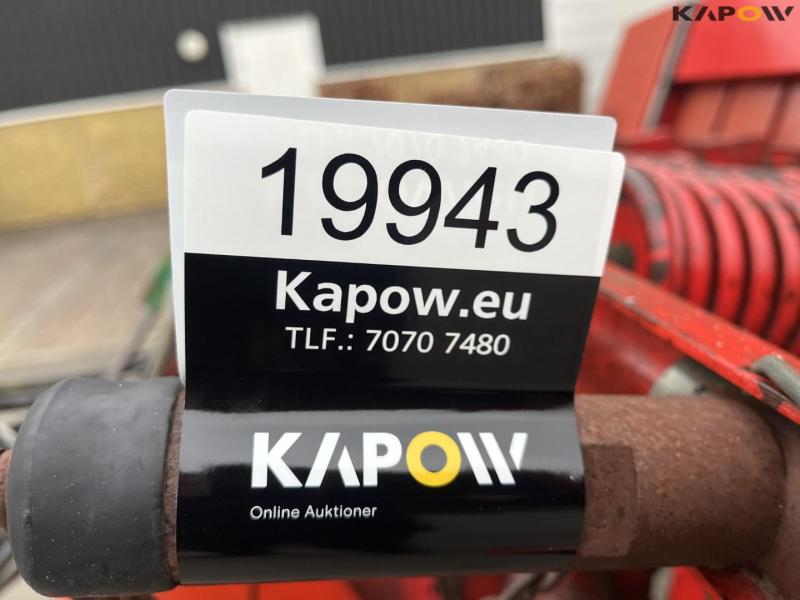 KAPOW
19943
Kapow.eu
TLF.: 7070 7480
KAPOW
Online Auktioner